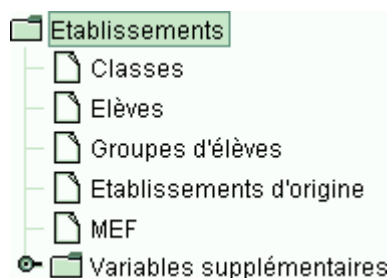 Etablissements
Classes
Elèves
Groupes d'élèves
Etablissements d'origine
MEF
Variables supplémentaires